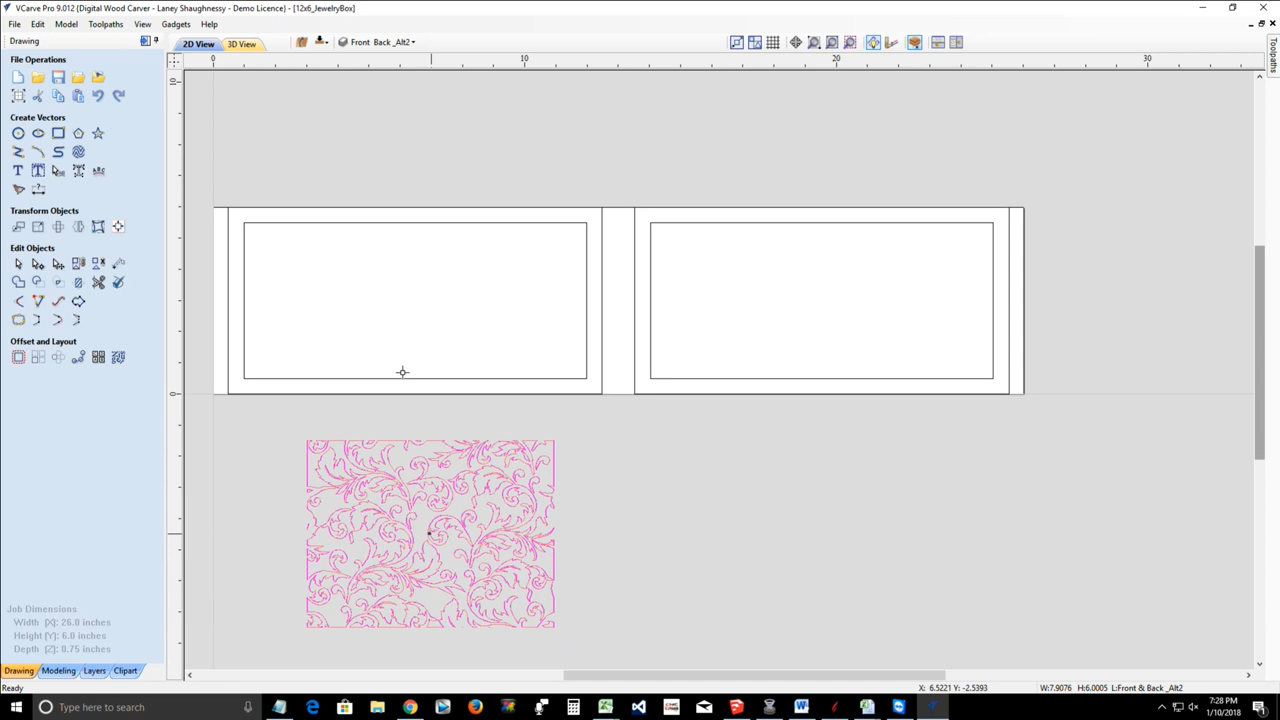 VCarve Pro 9.012 {Digital Wood Carver - Laney Shaughnessy - Demo Licence} - [12x6_JewelryBox]
File Edit Model Toolpaths View Gadgets Help
Drawing
2D View 3D View Front Back _Alt2
Toolpaths
0 10 20 30
10
0
File Operations
Create Vectors
Transform Objects
Edit Objects
Offset and Layout
Job Dimensions
Width (X): 26.0 inches
Height (Y): 6.0 inches
Depth (Z): 0.75 inches
Drawing Modeling Layers Clipart
Ready X: 6.5221 Y: -2.5393 W:7.9076 H:6.0005 L:Front & Back _Alt2
Type here to search
7:28 PM
1/10/2018